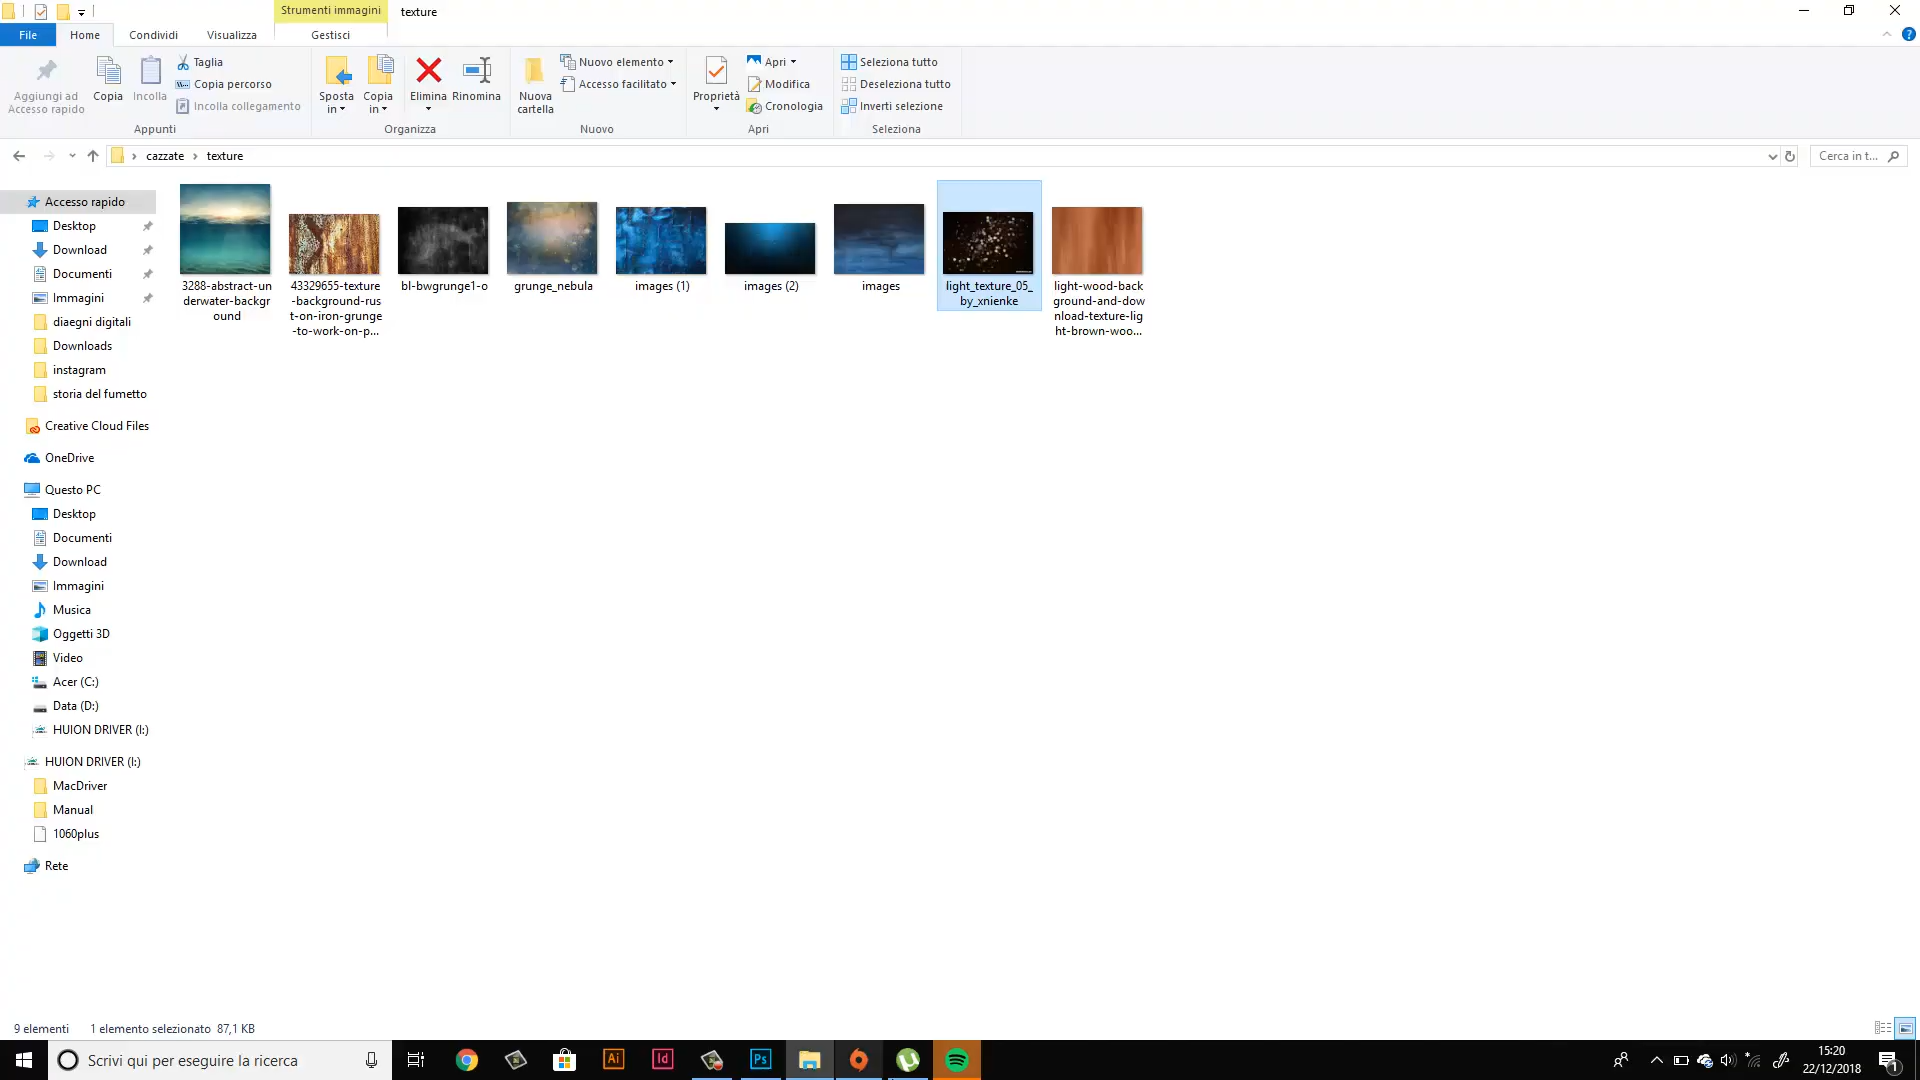 Strumenti immagini
texture
File
Home
Condividi
Visualizza
Gestisci
Aggiungi ad
Accesso rapido
Copia
Incolla
Taglia
Copia percorso
Incolla collegamento
Appunti
Sposta
in
Copia
in
Elimina
Rinomina
Organizza
Nuova
cartella
Nuovo elemento
Accesso facilitato
Nuovo
Proprietà
Apri
Modifica
Cronologia
Apri
Seleziona tutto
Deseleziona tutto
Inverti selezione
Seleziona
cazzate
texture
Cerca in t...
Accesso rapido
Desktop
Download
Documenti
Immagini
diaegni digitali
Downloads
instagram
storia del fumetto
Creative Cloud Files
OneDrive
Questo PC
Desktop
Documenti
Download
Immagini
Musica
Oggetti 3D
Video
Acer (C:)
Data (D:)
HUION DRIVER (I:)
HUION DRIVER (I:)
MacDriver
Manual
1060plus
Rete
3288-abstract-un
derwater-backgr
ound
43329655-texture
-background-rus
t-on-iron-grunge
-to-work-on-p...
bl-bwgrunge1-o
grunge_nebula
images (1)
images (2)
images
light_texture_05_
by_xnienke
light-wood-back
ground-and-dow
nload-texture-lig
ht-brown-woo...
9 elementi
1 elemento selezionato 87,1 KB
Scrivi qui per eseguire la ricerca
Ai
Id
Ps
15:20
22/12/2018
1